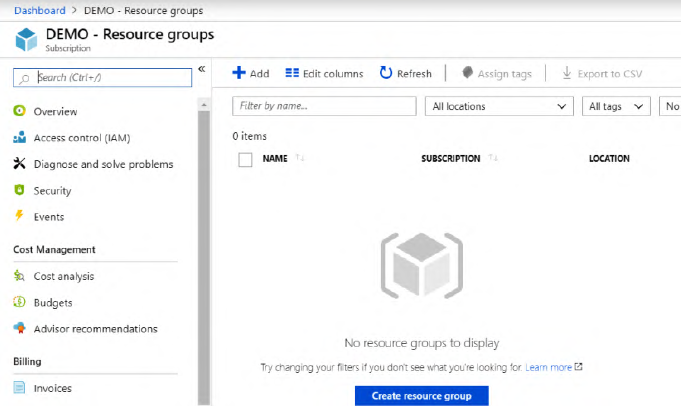 Dashboard > DEMO - Resource groups
DEMO - Resource groups
Subscription
Search (Ctrl+/)
«
Overview
Access control (IAM)
Diagnose and solve problems
Security
Events
Cost Management
Cost analysis
Budgets
Advisor recommendations
Billing
Invoices
Add Edit columns Refresh Assign tags Export to CSV
Filter by name... All locations All tags No
0 items
NAME SUBSCRIPTION LOCATION
No resource groups to display
Try changing your filters if you don't see what you're looking for. Learn more
Create resource group